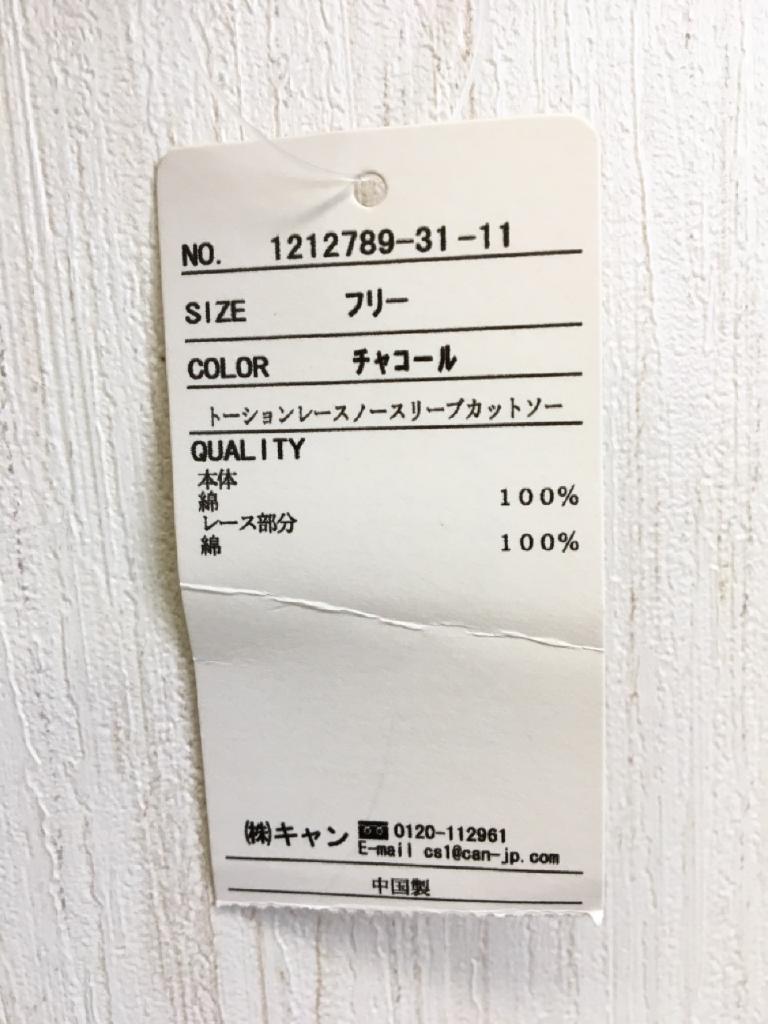 NO. 1212789-31-11
SIZE フリー
COLOR チャコール
トーションレースノースリーブカットソー
QUALITY
本体
綿 100%
レース部分
綿 100%
㈱キャン 0120-112961
E-mail cs1@can-jp.com
中国製